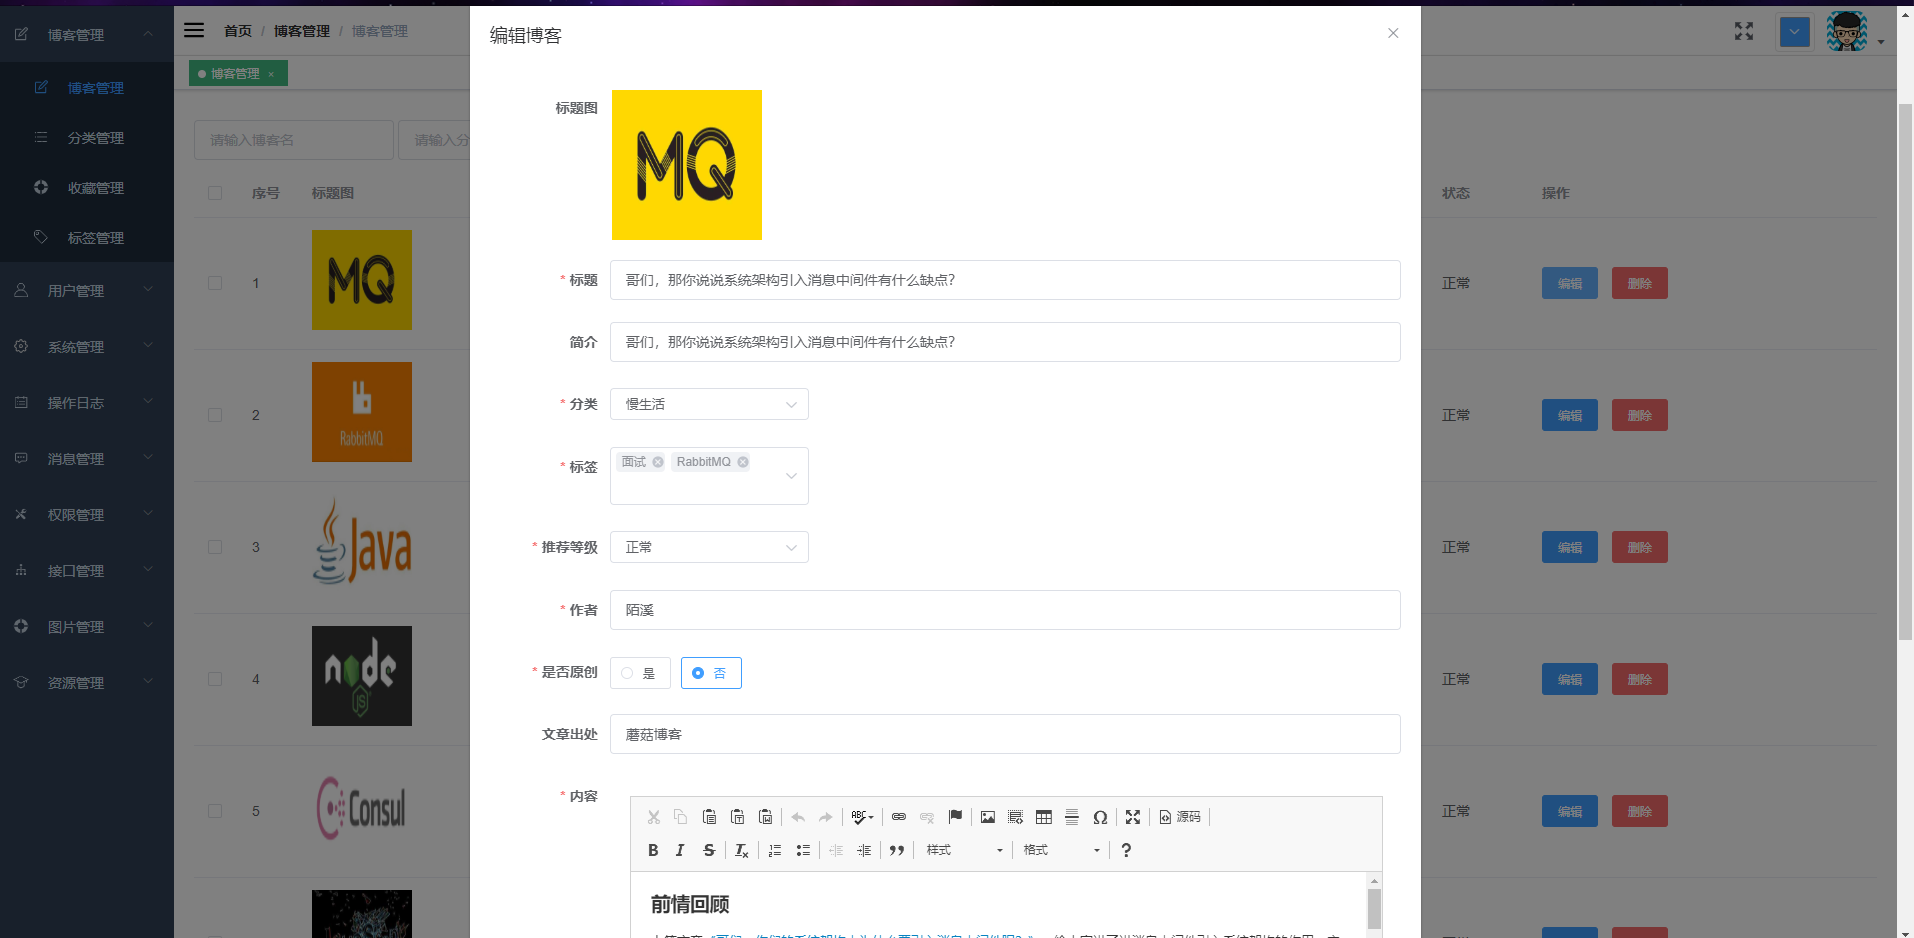 博客管理
博客管理
分类管理
收藏管理
标签管理
用户管理
系统管理
操作日志
消息管理
权限管理
接口管理
图片管理
资源管理
首页 / 博客管理 / 博客管理
博客管理 ×
请输入博客名
请输入分
序号 标题图
1 MQ
2 RabbitMQ
3 Java
4 node JS
5 Consul
编辑博客
标题图
MQ
* 标题 哥们，那你说说系统架构引入消息中间件有什么缺点？
简介 哥们，那你说说系统架构引入消息中间件有什么缺点？
* 分类 慢生活
* 标签 面试 RabbitMQ
* 推荐等级 正常
* 作者 陌溪
* 是否原创 是 否
文章出处 蘑菇博客
* 内容
ABC Ω 源码
B I S Tx 样式 格式 ?
前情回顾
状态 操作
正常 编辑 删除
正常 编辑 删除
正常 编辑 删除
正常 编辑 删除
正常 编辑 删除